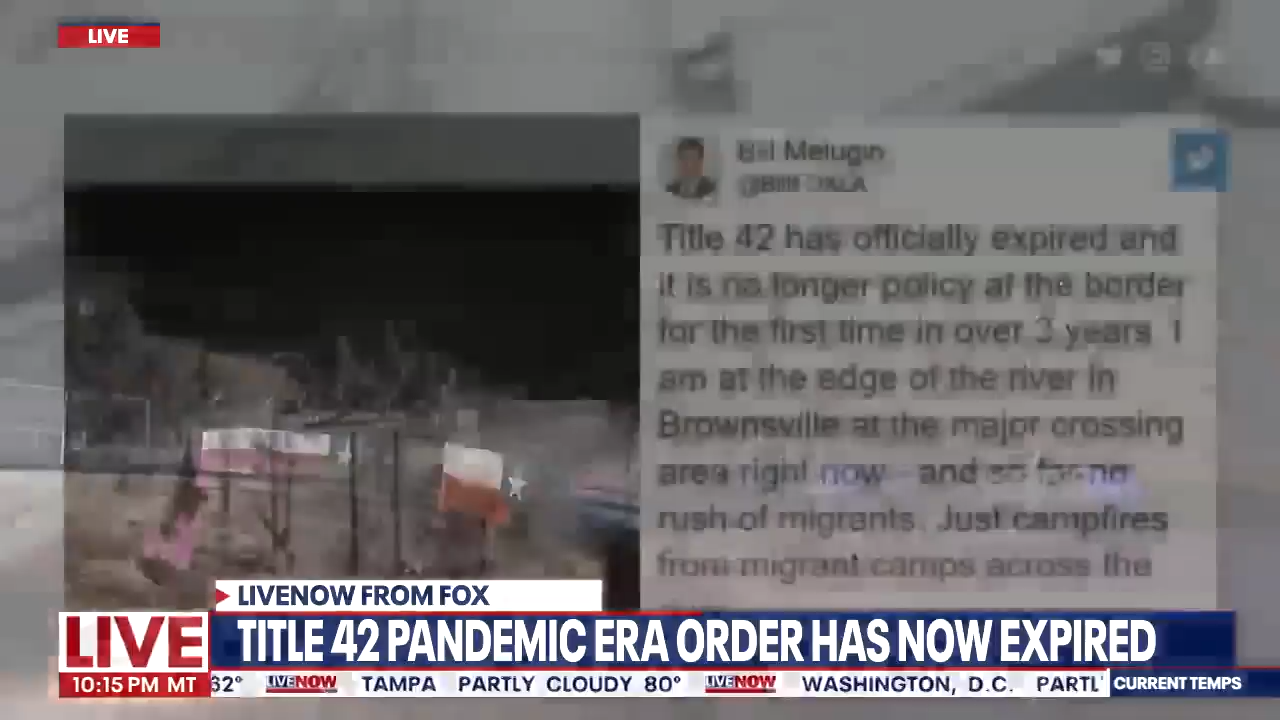 LIVE
Bill Melugin
Title 42 has officially expired and
it is no longer policy at the border
for the first time in over 3 years. I
am at the edge of the river in
Brownsville at the major crossing
area right now - and so far no
rush of migrants. Just campfires
from migrant camps across the
LIVENOW FROM FOX
LIVE
TITLE 42 PANDEMIC ERA ORDER HAS NOW EXPIRED
10:15 PM MT 62° LIVENOW TAMPA PARTLY CLOUDY 80° LIVENOW WASHINGTON, D.C. PARTL CURRENT TEMPS